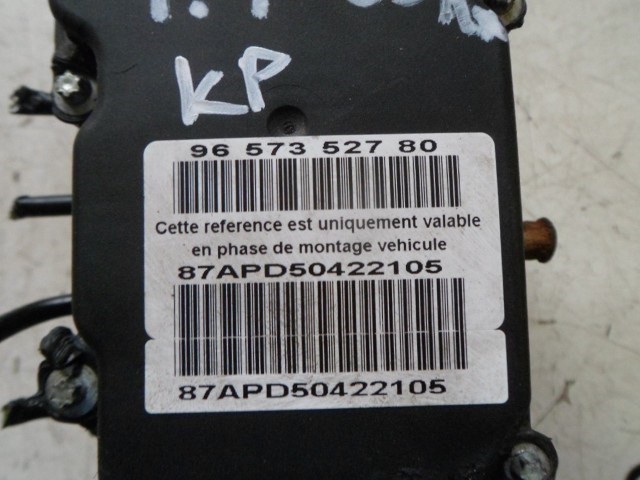 KP
96 573 527 80
Cette reference est uniquement valable
en phase de montage vehicule
87APD50422105
87APD50422105